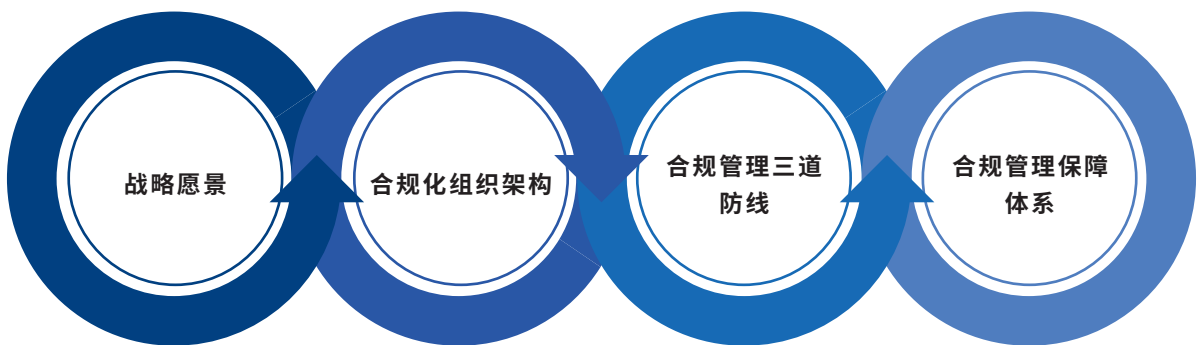 战略愿景
合规化组织架构
合规管理三道
防线
合规管理保障
体系